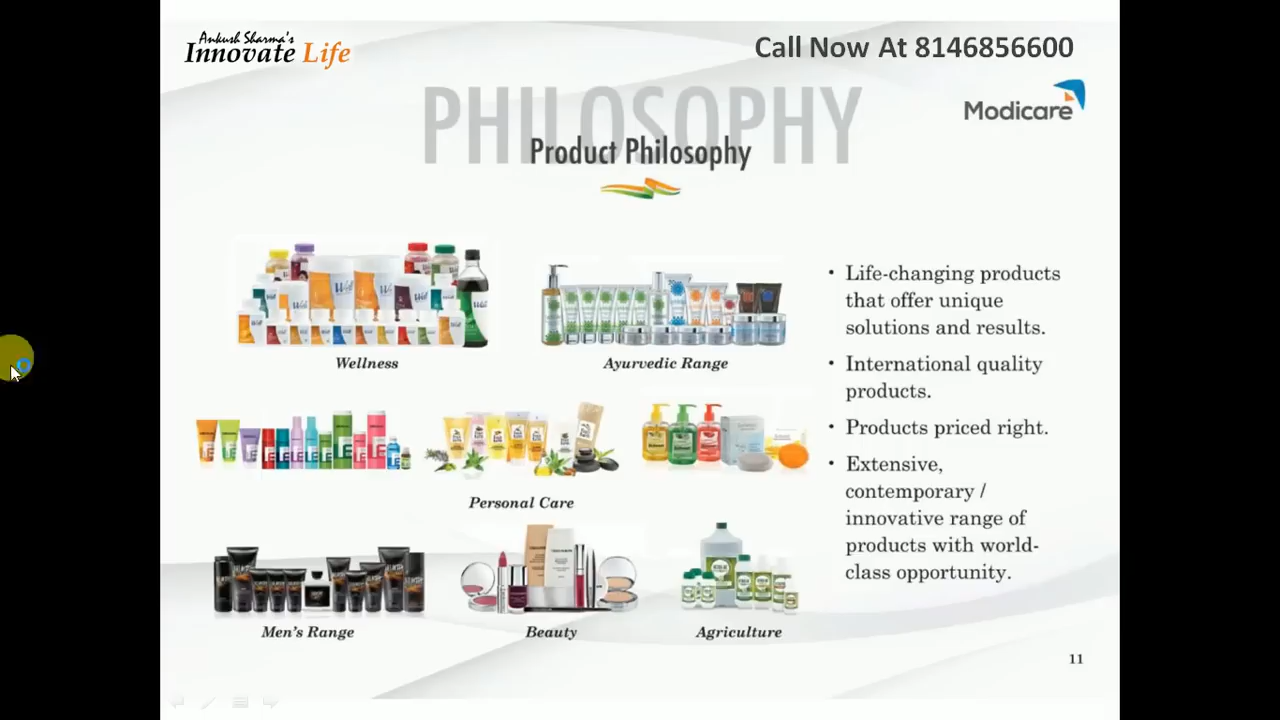 Ankush Sharma's
Innovate Life
Call Now At 8146856600
Modicare
PHILOSOPHY
Product Philosophy
Wellness
Ayurvedic Range
Personal Care
Men's Range
Beauty
Agriculture
• Life-changing products
that offer unique
solutions and results.
• International quality
products.
• Products priced right.
• Extensive,
contemporary /
innovative range of
products with world-
class opportunity.
11